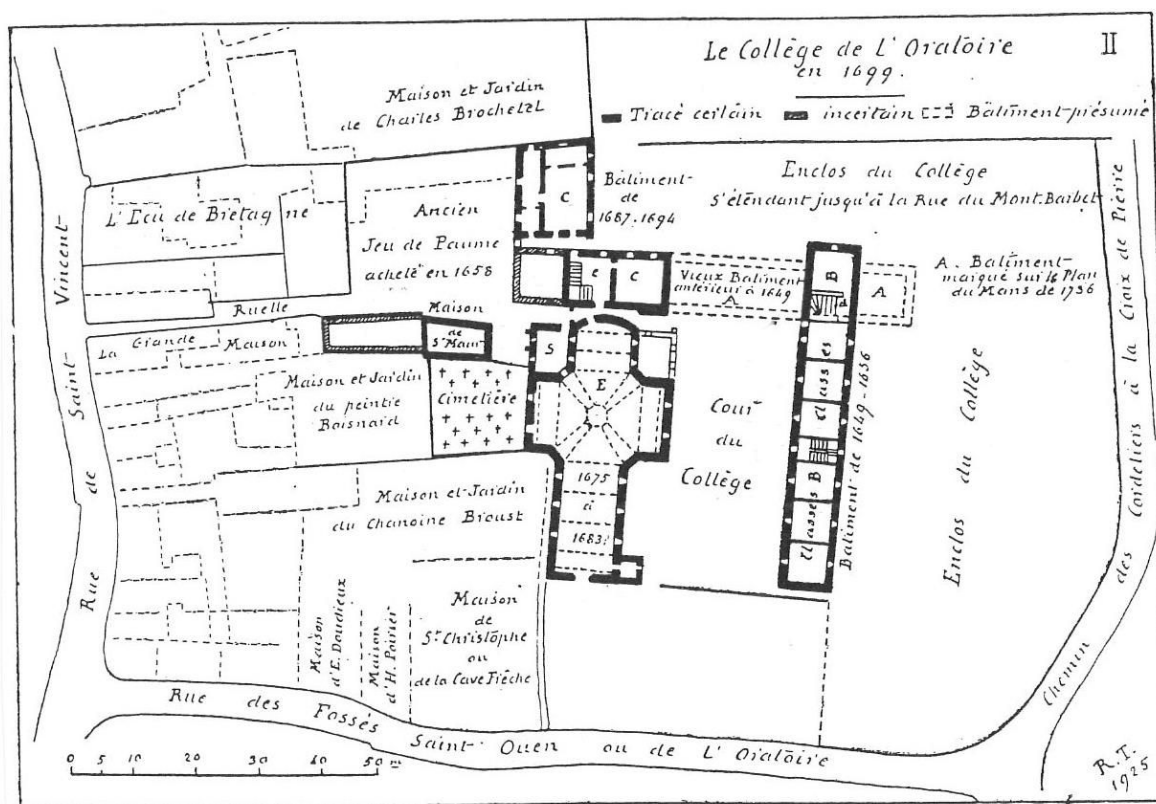 Le Collège de L'Oratoire
en 1699.
II
Tracé certain
incertain
Bâtiment présumé
Maison et Jardin
de Charles Brochetel
L'Ecu de Bretagne
Ancien
Jeu de Paume
acheté en 1658
C
Bâtiment
de
1687-1694
Enclos du Collège
s'étendant jusqu'à la Rue du Mont Barbet
e
C
Vieux Bâtiment
antérieur à 1649
A
B
A
A. Bâtiment
marqué sur le Plan
du Mans de 1736
Ruelle
Maison
de
St Maur
La Grande Maison
S
E
Maison et Jardin
du peintre
Boisnard
Cimetière
Cour
du
Collège
1675
à
1683?
Classes
Classes B
Classes
Bâtiment de 1649-1656
Enclos du Collège
Maison et Jardin
du Chanoine Broust
Maison
d'E. Doudieux
Maison
d'H. Poirier
Maison
de
St Christophe
ou
de la Cave Frêche
Rue de Saint-Vincent
Rue des Fossés Saint-Ouen ou de L'Oratoire
Chemin des Cordeliers à la Croix de Pierre
0 5 10 20 30 40 50 m
R.T.
1925